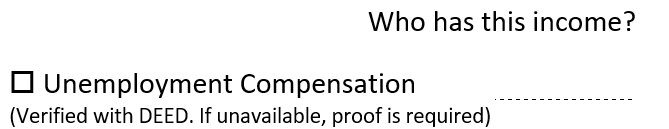 Who has this income?
☐ Unemployment Compensation
(Verified with DEED. If unavailable, proof is required)